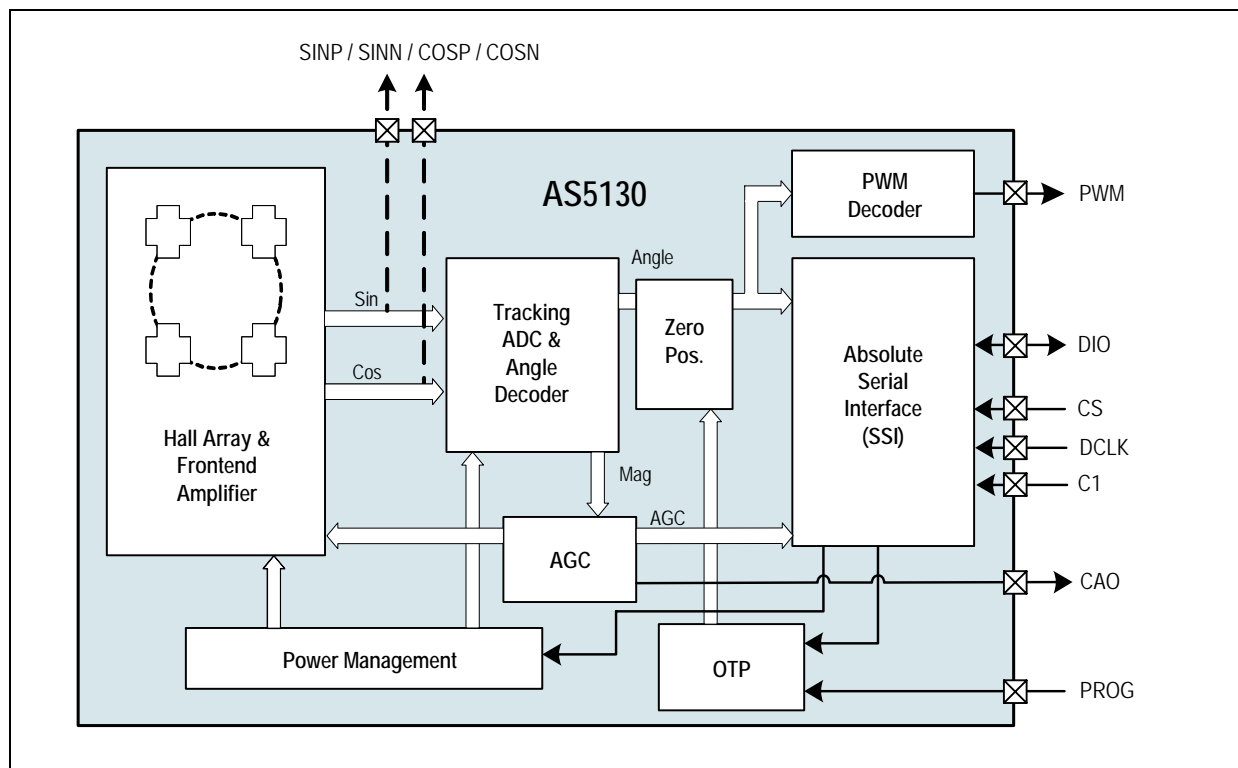 SINP / SINN / COSP / COSN
AS5130
PWM
Decoder
PWM
Angle
Sin
Cos
Tracking
ADC &
Angle
Decoder
Zero
Pos.
Absolute
Serial
Interface
(SSI)
DIO
CS
DCLK
C1
Hall Array &
Frontend
Amplifier
Mag
AGC
AGC
CAO
Power Management
OTP
PROG